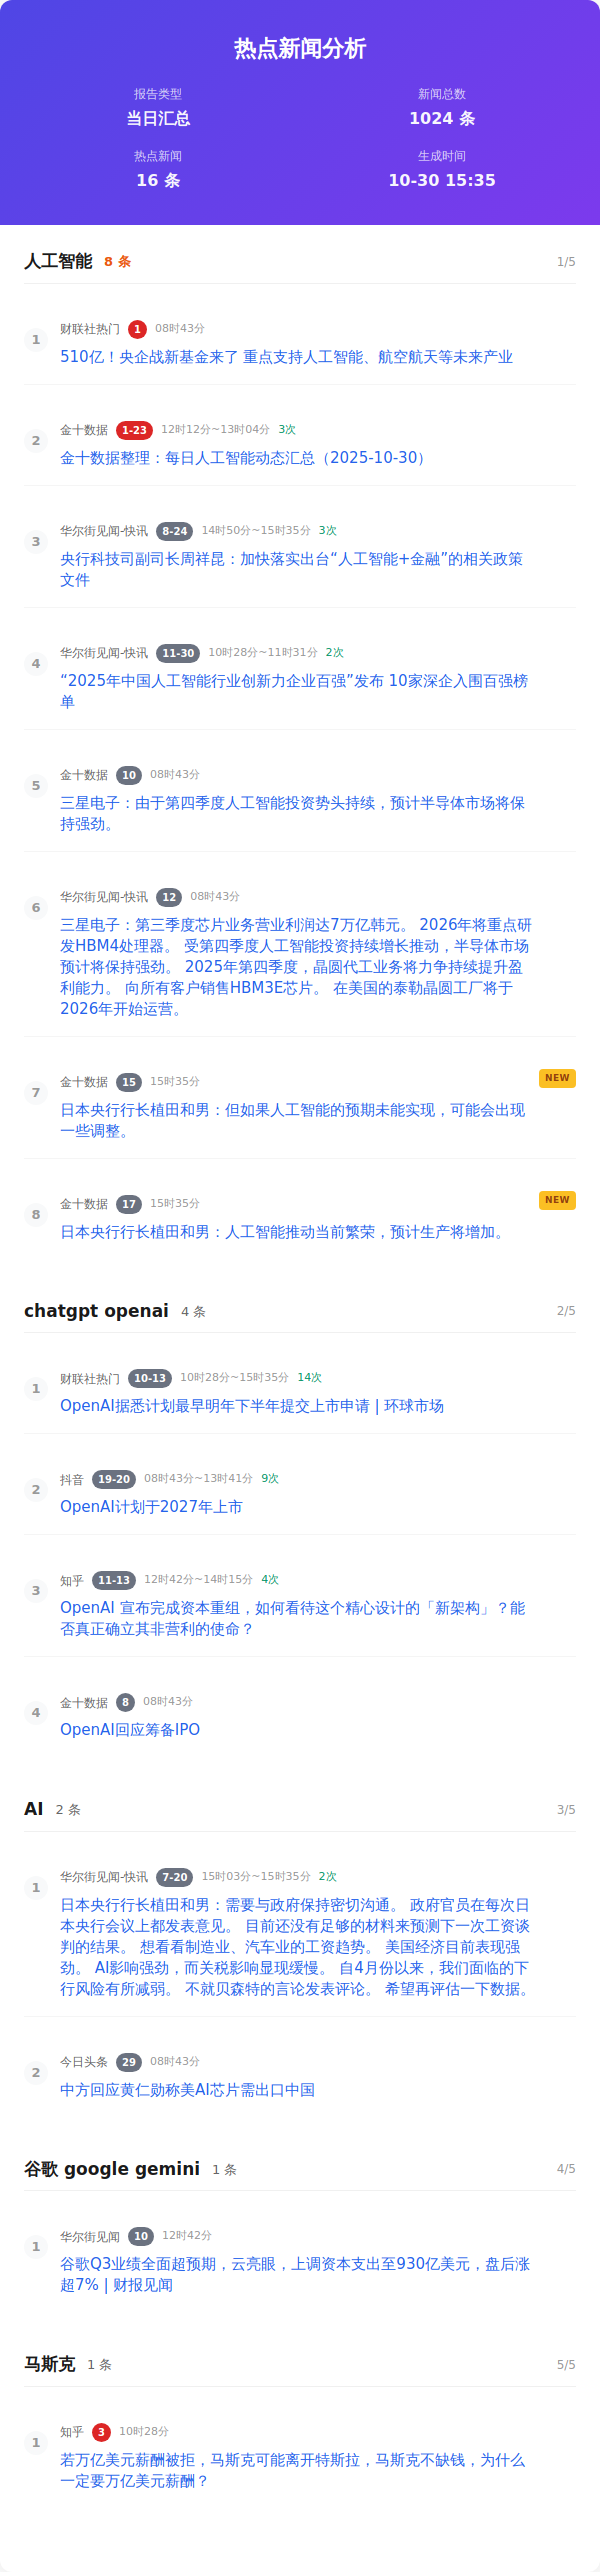 热点新闻分析
报告类型
当日汇总
新闻总数
1024 条
热点新闻
16 条
生成时间
10-30 15:35
人工智能 8 条 1/5
1
财联社热门 1 08时43分
510亿！央企战新基金来了 重点支持人工智能、航空航天等未来产业
2
金十数据 1-23 12时12分~13时04分 3次
金十数据整理：每日人工智能动态汇总（2025-10-30）
3
华尔街见闻-快讯 8-24 14时50分~15时35分 3次
央行科技司副司长周祥昆：加快落实出台“人工智能+金融”的相关政策
文件
4
华尔街见闻-快讯 11-30 10时28分~11时31分 2次
“2025年中国人工智能行业创新力企业百强”发布 10家深企入围百强榜
单
5
金十数据 10 08时43分
三星电子：由于第四季度人工智能投资势头持续，预计半导体市场将保
持强劲。
6
华尔街见闻-快讯 12 08时43分
三星电子：第三季度芯片业务营业利润达7万亿韩元。 2026年将重点研
发HBM4处理器。 受第四季度人工智能投资持续增长推动，半导体市场
预计将保持强劲。 2025年第四季度，晶圆代工业务将力争持续提升盈
利能力。 向所有客户销售HBM3E芯片。 在美国的泰勒晶圆工厂将于
2026年开始运营。
7
金十数据 15 15时35分 NEW
日本央行行长植田和男：但如果人工智能的预期未能实现，可能会出现
一些调整。
8
金十数据 17 15时35分 NEW
日本央行行长植田和男：人工智能推动当前繁荣，预计生产将增加。
chatgpt openai 4 条 2/5
1
财联社热门 10-13 10时28分~15时35分 14次
OpenAI据悉计划最早明年下半年提交上市申请 | 环球市场
2
抖音 19-20 08时43分~13时41分 9次
OpenAI计划于2027年上市
3
知乎 11-13 12时42分~14时15分 4次
OpenAI 宣布完成资本重组，如何看待这个精心设计的「新架构」？能
否真正确立其非营利的使命？
4
金十数据 8 08时43分
OpenAI回应筹备IPO
AI 2 条 3/5
1
华尔街见闻-快讯 7-20 15时03分~15时35分 2次
日本央行行长植田和男：需要与政府保持密切沟通。 政府官员在每次日
本央行会议上都发表意见。 目前还没有足够的材料来预测下一次工资谈
判的结果。 想看看制造业、汽车业的工资趋势。 美国经济目前表现强
劲。 AI影响强劲，而关税影响显现缓慢。 自4月份以来，我们面临的下
行风险有所减弱。 不就贝森特的言论发表评论。 希望再评估一下数据。
2
今日头条 29 08时43分
中方回应黄仁勋称美AI芯片需出口中国
谷歌 google gemini 1 条 4/5
1
华尔街见闻 10 12时42分
谷歌Q3业绩全面超预期，云亮眼，上调资本支出至930亿美元，盘后涨
超7% | 财报见闻
马斯克 1 条 5/5
1
知乎 3 10时28分
若万亿美元薪酬被拒，马斯克可能离开特斯拉，马斯克不缺钱，为什么
一定要万亿美元薪酬？